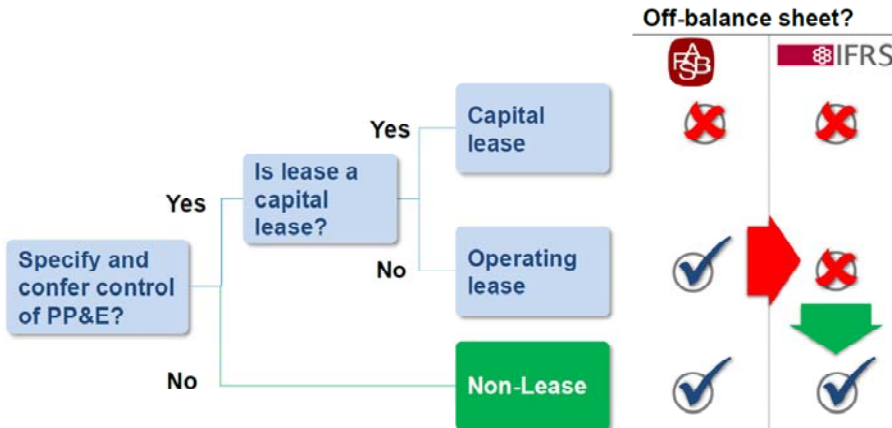 Off-balance sheet?
FASB
IFRS
Yes
Capital
lease
Is lease a
capital
lease?
Yes
Specify and
confer control
of PP&E?
No
Operating
lease
No
Non-Lease